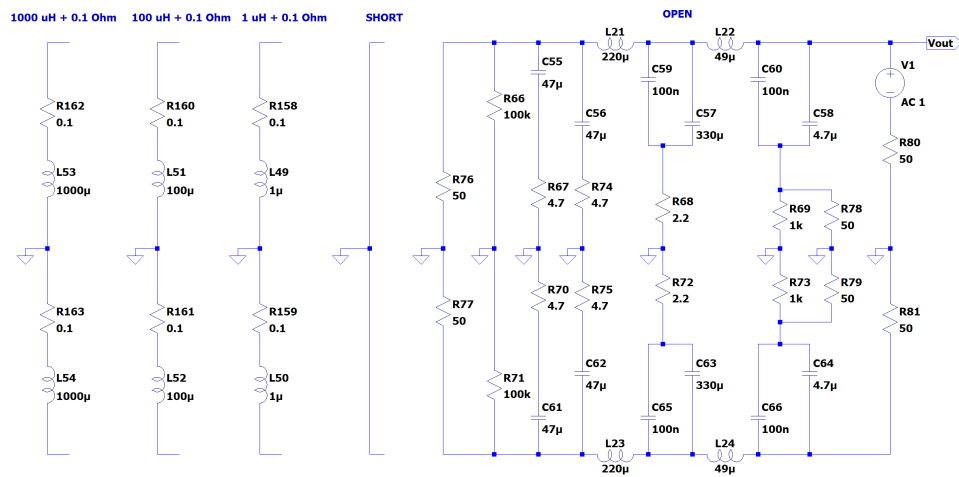 1000 uH + 0.1 Ohm
100 uH + 0.1 Ohm
1 uH + 0.1 Ohm
SHORT
OPEN
R162
0.1
L53
1000µ
R163
0.1
L54
1000µ
R160
0.1
L51
100µ
R161
0.1
L52
100µ
R158
0.1
L49
1µ
R159
0.1
L50
1µ
R76
50
R77
50
R66
100k
R71
100k
C55
47µ
R67
4.7
R70
4.7
C61
47µ
C56
47µ
R74
4.7
R75
4.7
C62
47µ
L21
220µ
L23
220µ
C59
100n
C57
330µ
R68
2.2
R72
2.2
C65
100n
C63
330µ
L22
49µ
L24
49µ
C60
100n
C58
4.7µ
R69
1k
R78
50
R73
1k
R79
50
C66
100n
C64
4.7µ
Vout
V1
AC 1
R80
50
R81
50